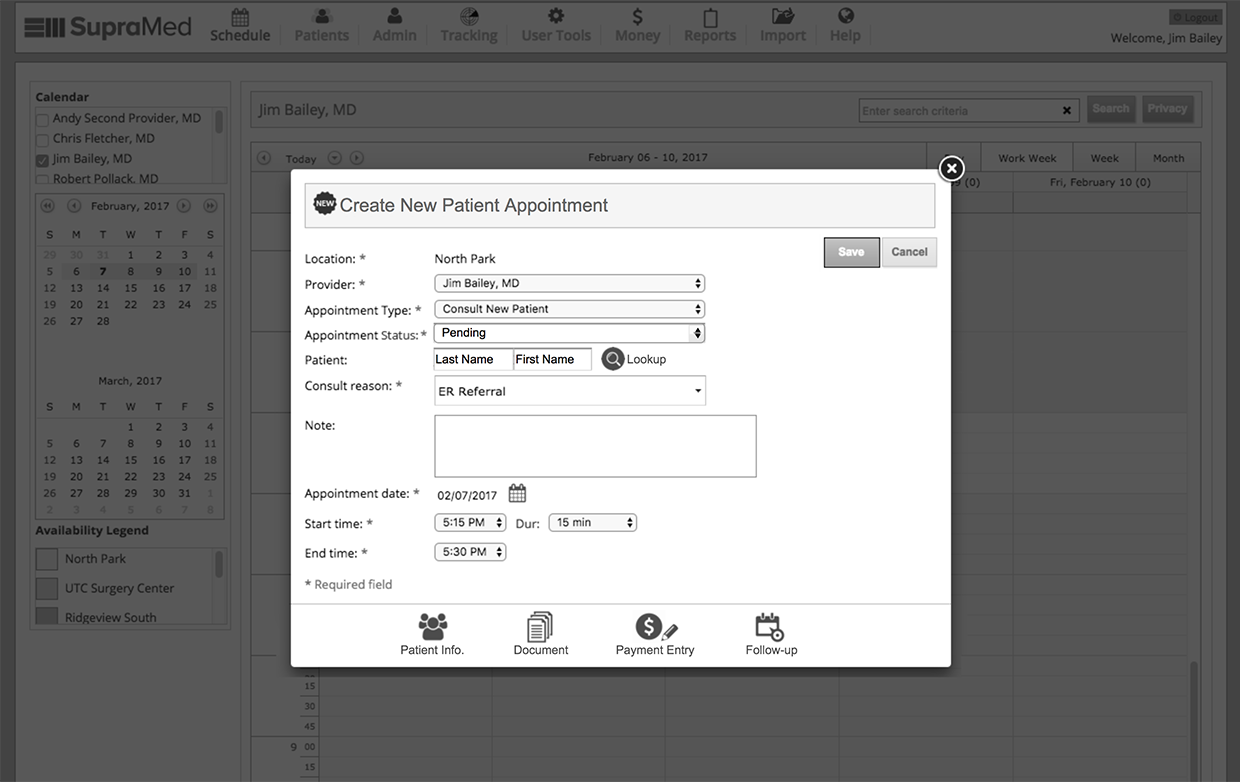 SupraMed
Schedule
Patients
Admin
Tracking
User Tools
Money
Reports
Import
Help
Logout
Welcome, Jim Bailey
Calendar
Andy Second Provider, MD
Chris Fletcher, MD
Jim Bailey, MD
Robert Pollack, MD
February, 2017
S M T W T F S
29 30 31 1 2 3 4
5 6 7 8 9 10 11
12 13 14 15 16 17 18
19 20 21 22 23 24 25
26 27 28
March, 2017
S M T W T F S
1 2 3 4
5 6 7 8 9 10 11
12 13 14 15 16 17 18
19 20 21 22 23 24 25
26 27 28 29 30 31 1
2 3 4 5 6 7 8
Availability Legend
North Park
UTC Surgery Center
Ridgeview South
Jim Bailey, MD
Enter search criteria
Search
Privacy
Today
February 06 - 10, 2017
Work Week
Week
Month
(0)
Fri, February 10 (0)
NEW Create New Patient Appointment
Save
Cancel
Location: * North Park
Provider: * Jim Bailey, MD
Appointment Type: * Consult New Patient
Appointment Status: * Pending
Patient: Last Name First Name Lookup
Consult reason: * ER Referral
Note:
Appointment date: * 02/07/2017
Start time: * 5:15 PM Dur: 15 min
End time: * 5:30 PM
* Required field
Patient Info.
Document
Payment Entry
Follow-up
15
30
45
9 00
15